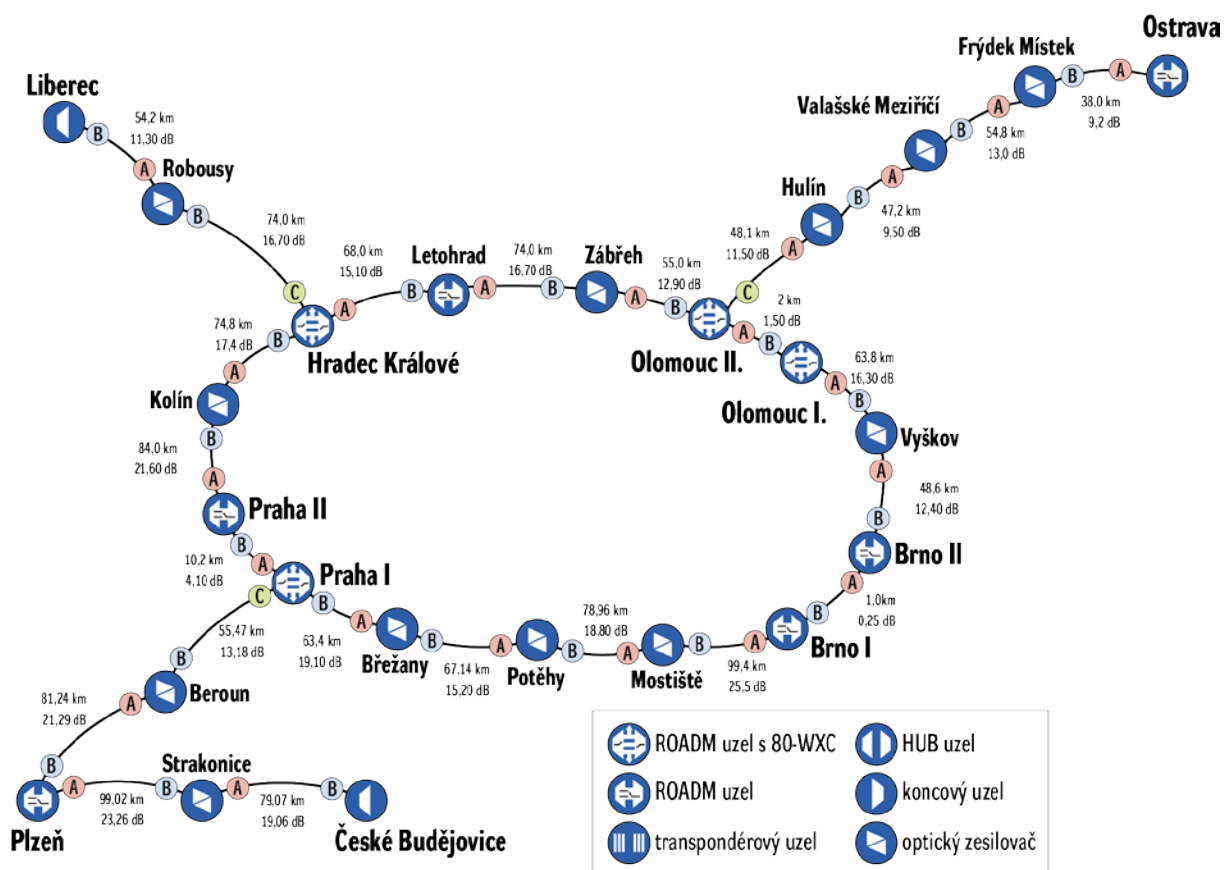 Ostrava
Frýdek Místek
B
A
38,0 km
9,2 dB
Valašské Meziříčí
A
54,8 km
13,0 dB
B
Liberec
B
54,2 km
11,30 dB
A
Robousy
B
Hulín
A
B
47,2 km
9,50 dB
74,0 km
16,70 dB
48,1 km
11,50 dB
A
C
68,0 km
15,10 dB
Letohrad
74,0 km
16,70 dB
Zábřeh
55,0 km
12,90 dB
C
A
B
A
B
A
B
2 km
1,50 dB
74,8 km
17,4 dB
B
Hradec Králové
Olomouc II.
A
B
A
Kolín
Olomouc I.
63,8 km
16,30 dB
A
B
Vyškov
84,0 km
21,60 dB
B
A
A
48,6 km
12,40 dB
B
Praha II
B
Brno II
10,2 km
4,10 dB
A
Praha I
C
B
A
1,0km
0,25 dB
55,47 km
13,18 dB
63,4 km
19,10 dB
A
Břežany
B
67,14 km
15,20 dB
A
Potěhy
B
78,96 km
18.80 dB
A
Mostiště
B
99,4 km
25,5 dB
A
Brno I
B
B
Beroun
A
81,24 km
21,29 dB
B
Strakonice
A
99,02 km
23,26 dB
B
A
79,07 km
19,06 dB
B
Plzeň
České Budějovice
ROADM uzel s 80-WXC
HUB uzel
ROADM uzel
koncový uzel
transpondérový uzel
optický zesilovač